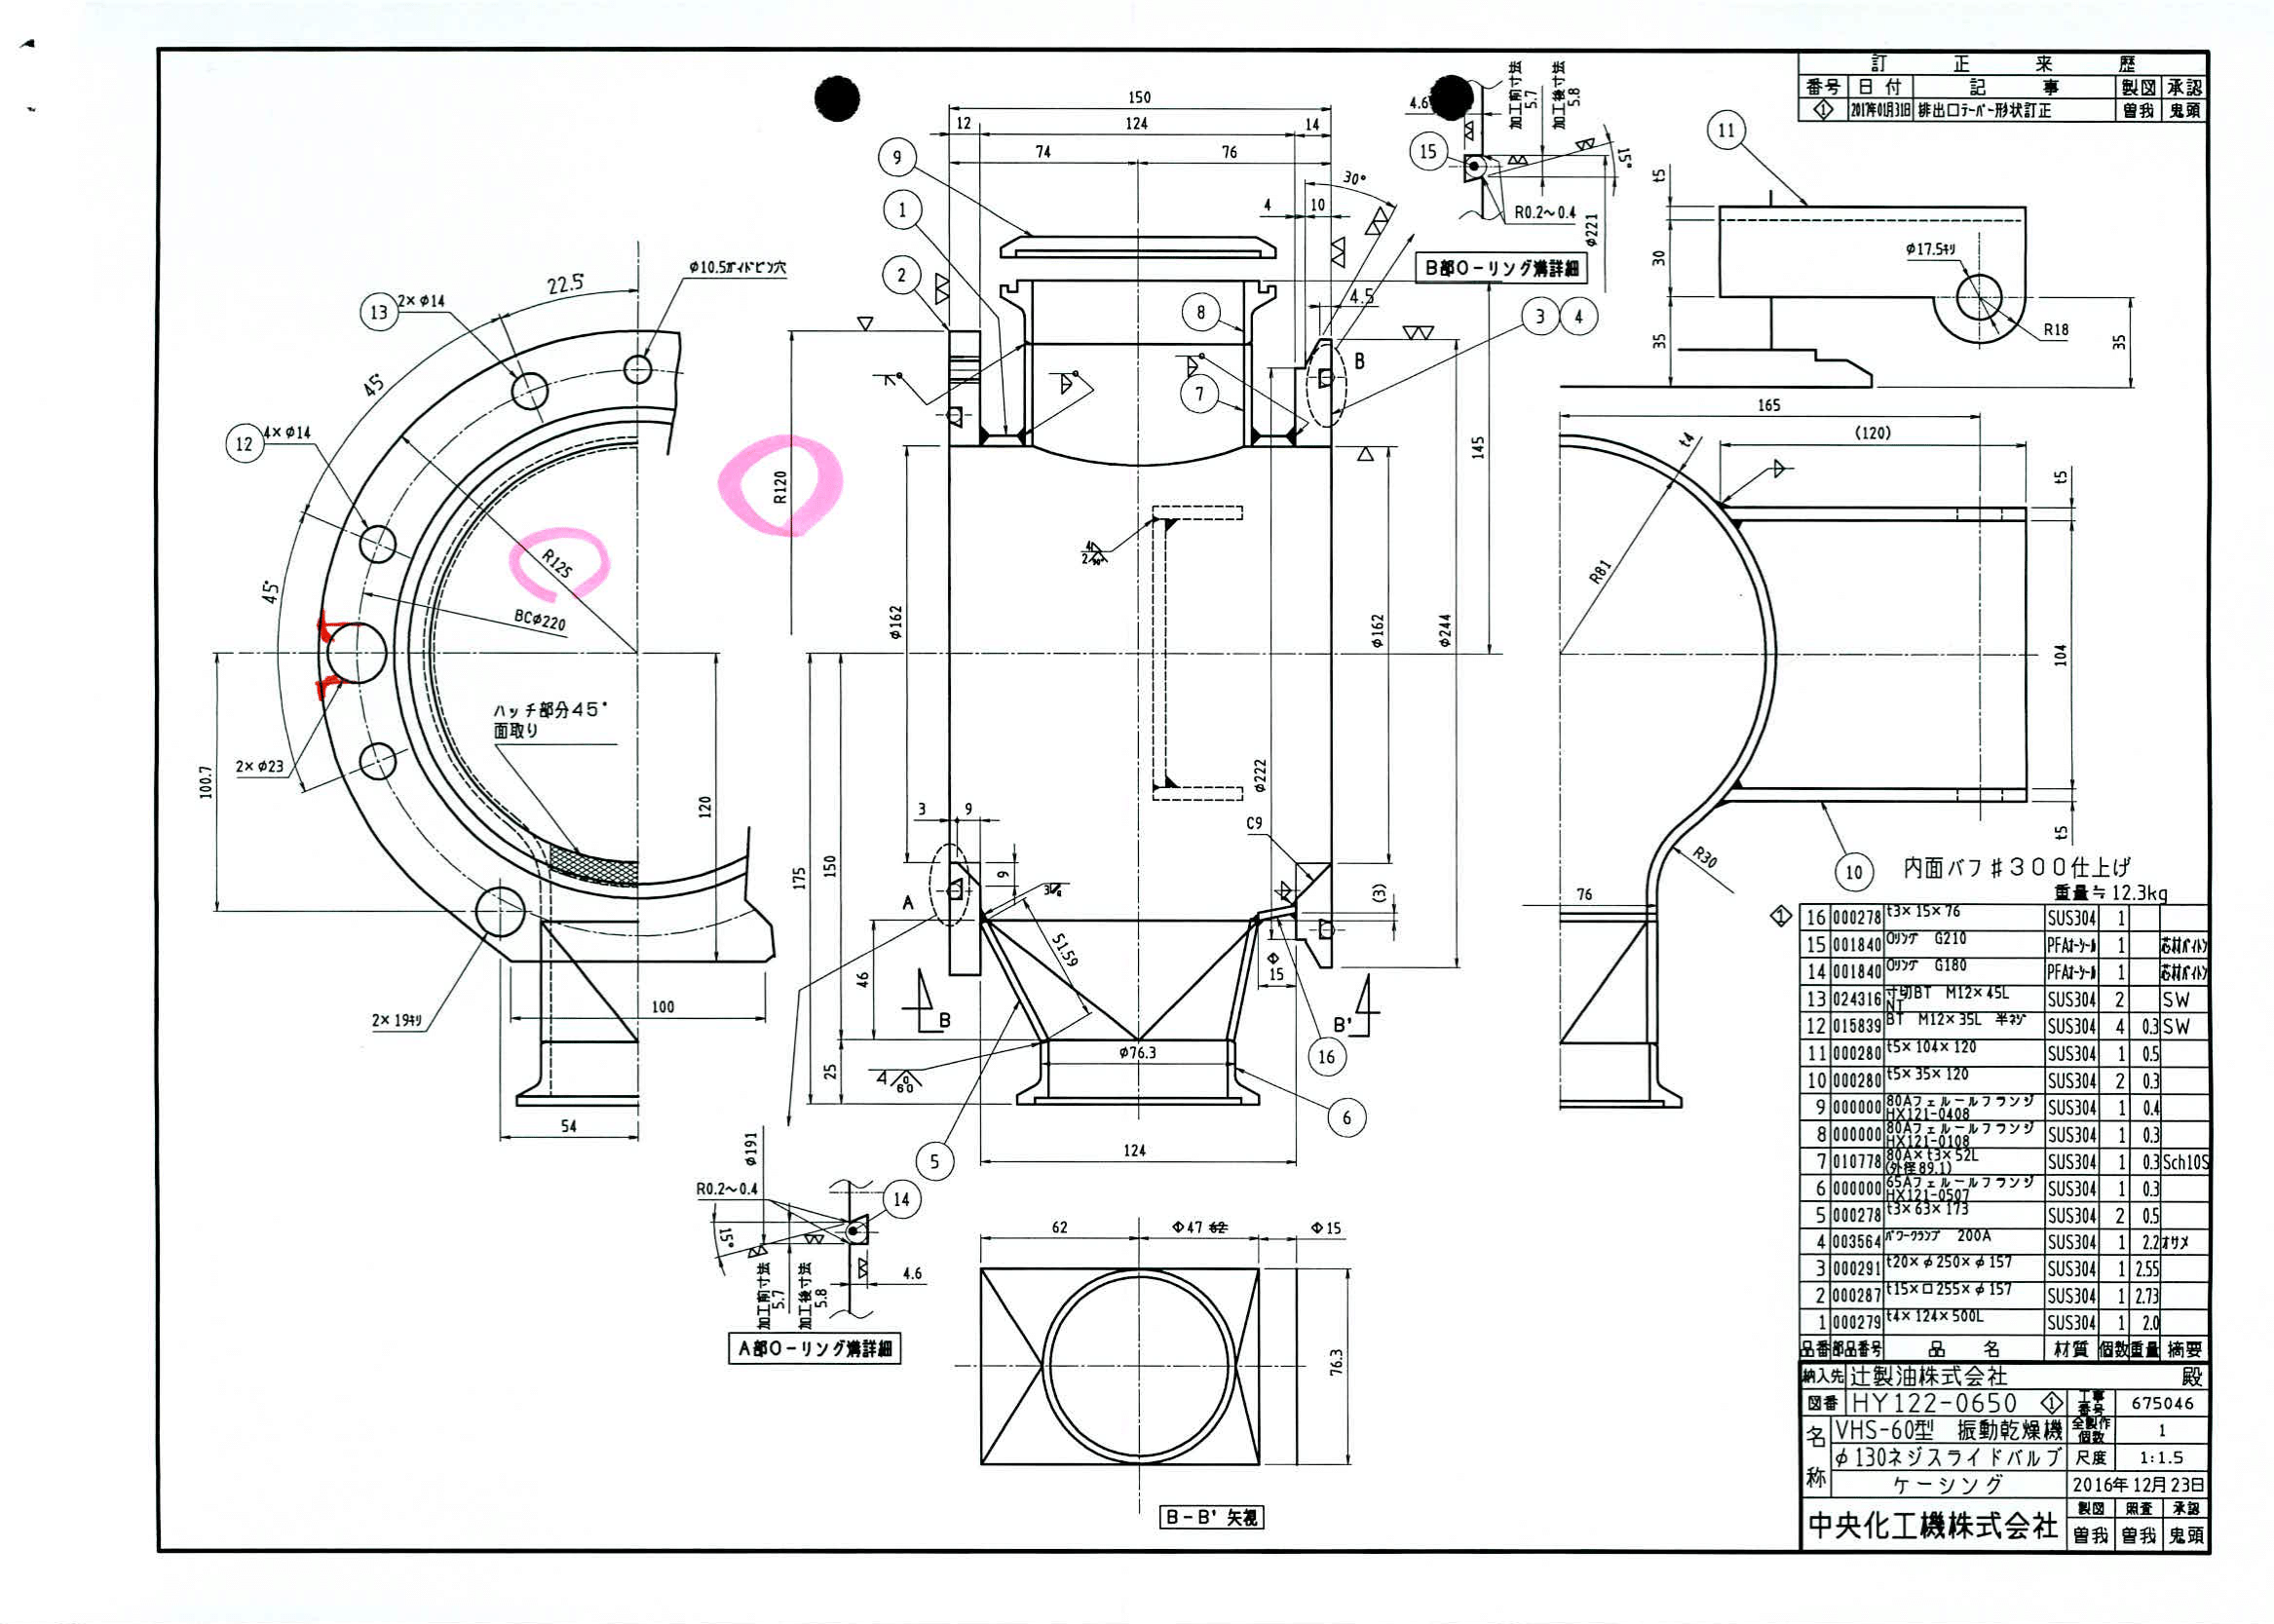 訂 正 来 歴
番号 日付 記 事 製図 承認
1 2017年01月31日 排出口テーパー形状訂正 曽我 鬼頭
150
12 124 14
74 76
9
1
2
4 10
30°
4.5
8
7
3 4
B
4.6
加工前寸法 5.7
加工後寸法 5.8
15
15°
R0.2~0.4
φ221
B部O-リング溝詳細
11
t5
30
35
φ17.5キリ
R18
35
22.5°
φ10.5ガイドピン穴
13 2×φ14
45°
12 4×φ14
45°
R125
BCφ220
R120
ハッチ部分45°
面取り
2×φ23
100.7
120
2×19キリ
100
54
φ162
φ162
φ244
φ222
145
175
150
3 9
9
A
C9
(3)
51.59
46
25
15
B B'
φ76.3
4 0 60
16
6
5
124
165
(120)
t4
t5
R81
104
t5
R30
76
10
内面バフ#300仕上げ
重量≒12.3kg
φ191
R0.2~0.4
14
15°
加工前寸法 5.7
加工後寸法 5.8
4.6
A部O-リング溝詳細
62 47 62 15
76.3
B-B' 矢視
1 16 000278 t3×15×76 SUS304 1
15 001840 Oリング G210 PFAオーシール 1 芯材バイトン
14 001840 Oリング G180 PFAオーシール 1 芯材バイトン
13 024316 寸切BT M12×45L NT SUS304 2 SW
12 015839 BT M12×35L 半ネジ SUS304 4 0.3 SW
11 000280 t5×104×120 SUS304 1 0.5
10 000280 t5×35×120 SUS304 2 0.3
9 000000 80Aフェルールフランジ HX121-0408 SUS304 1 0.4
8 000000 80Aフェルールフランジ HX121-0108 SUS304 1 0.3
7 010778 80A×t3×52L (外径89.1) SUS304 1 0.3 Sch10S
6 000000 65Aフェルールフランジ HX121-0507 SUS304 1 0.3
5 000278 t3×63×173 SUS304 2 0.5
4 003564 パワークランプ 200A SUS304 1 2.2 オサメ
3 000291 t20×φ250×φ157 SUS304 1 2.55
2 000287 t15×□255×φ157 SUS304 1 2.73
1 000279 t4×124×500L SUS304 1 2.0
品番 部品番号 品 名 材質 個数 重量 摘要
納入先 辻製油株式会社 殿
図番 HY122-0650 1 工事番号 675046
名称 VHS-60型 振動乾燥機 全製作個数 1
φ130ネジスライドバルブ 尺度 1:1.5
ケーシング 2016年12月23日
中央化工機株式会社 製図 照査 承認
曽我 曽我 鬼頭